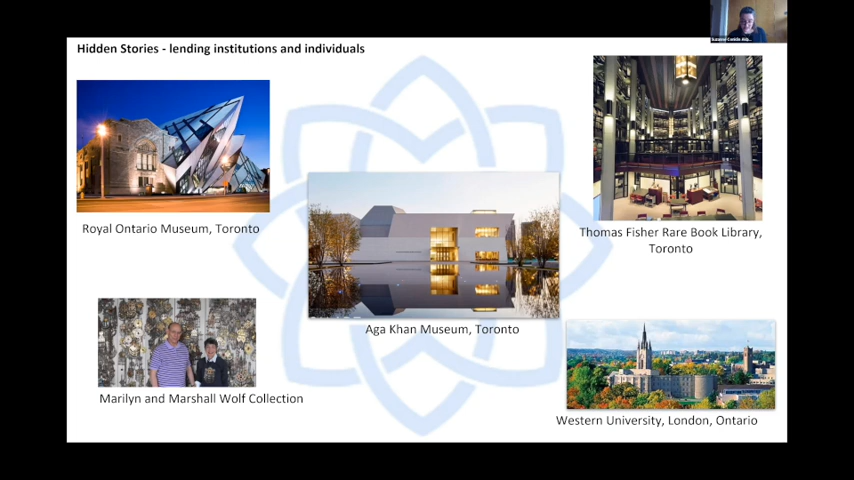 Hidden Stories - lending institutions and individuals
Royal Ontario Museum, Toronto
Thomas Fisher Rare Book Library,
Toronto
Aga Khan Museum, Toronto
Marilyn and Marshall Wolf Collection
Western University, London, Ontario